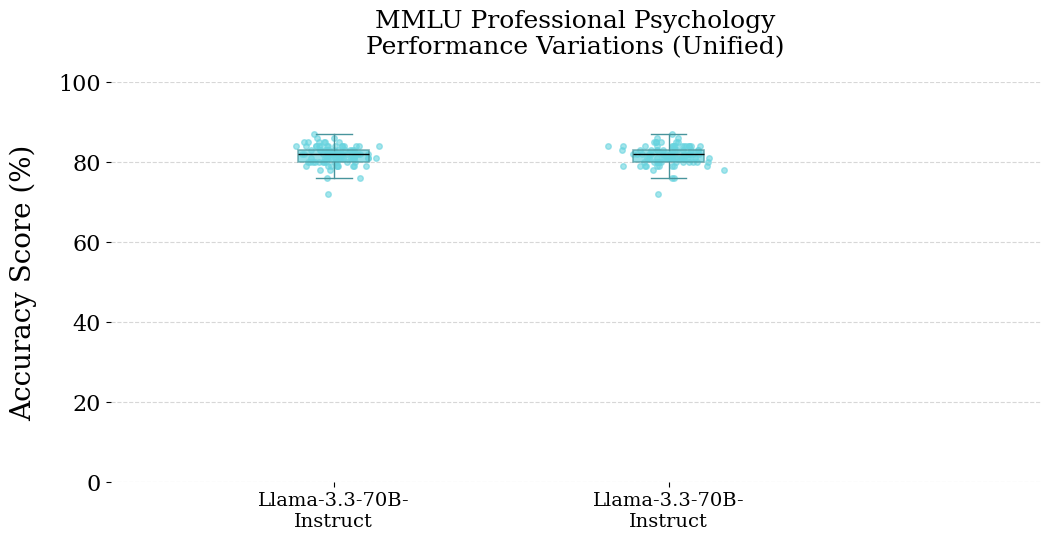 MMLU Professional Psychology
Performance Variations (Unified)
Accuracy Score (%)
100
80
60
40
20
0
Llama-3.3-70B-
Instruct
Llama-3.3-70B-
Instruct